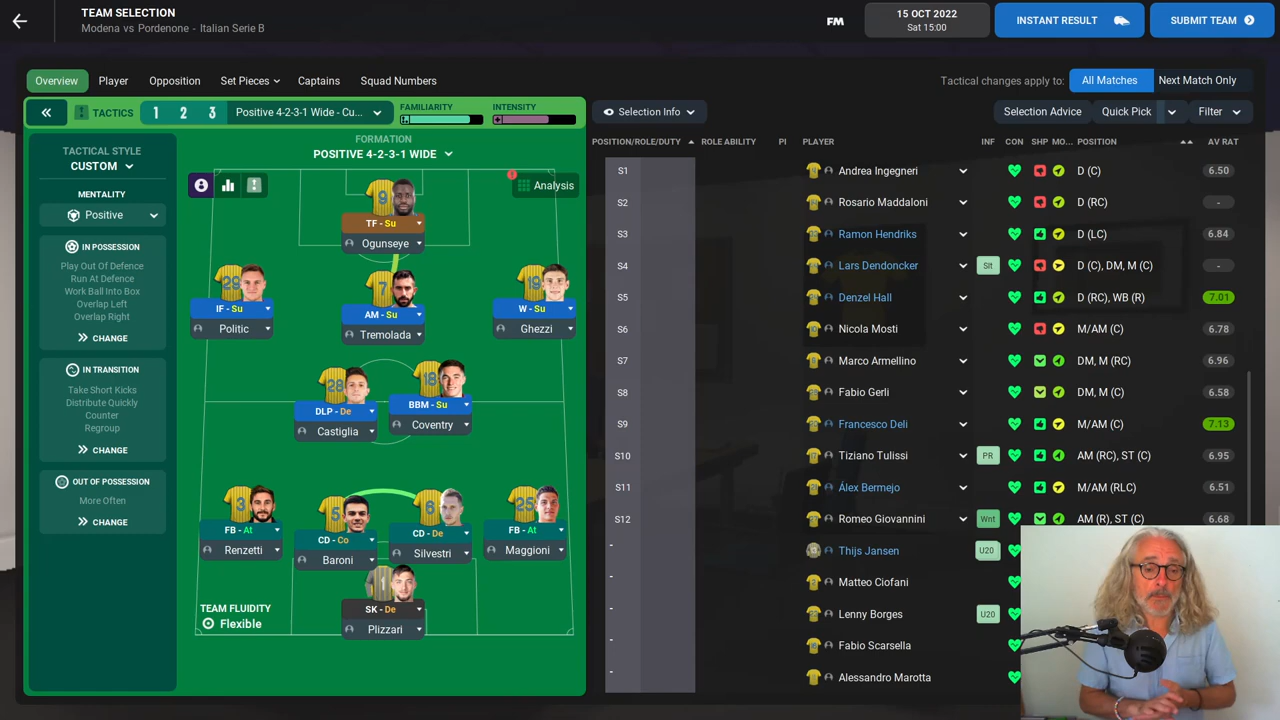 TEAM SELECTION
Modena vs Pordenone - Italian Serie B
FM
15 OCT 2022
Sat 15:00
INSTANT RESULT
SUBMIT TEAM
Overview
Player
Opposition
Set Pieces
Captains
Squad Numbers
Tactical changes apply to:
All Matches
Next Match Only
TACTICS
1 2 3
Positive 4-2-3-1 Wide - Cu...
FAMILIARITY
INTENSITY
Selection Info
Selection Advice
Quick Pick
Filter
TACTICAL STYLE
CUSTOM
MENTALITY
Positive
IN POSSESSION
Play Out Of Defence
Run At Defence
Work Ball Into Box
Overlap Left
Overlap Right
CHANGE
IN TRANSITION
Take Short Kicks
Distribute Quickly
Counter
Regroup
CHANGE
OUT OF POSSESSION
More Often
CHANGE
FORMATION
POSITIVE 4-2-3-1 WIDE
Analysis
9
TF - Su
Ogunseye
29
IF - Su
Politic
7
AM - Su
Tremolada
19
W - Su
Ghezzi
28
DLP - De
Castiglia
18
BBM - Su
Coventry
3
FB - At
Renzetti
5
CD - Co
Baroni
6
CD - De
Silvestri
25
FB - At
Maggioni
1
SK - De
Plizzari
TEAM FLUIDITY
Flexible
POSITION/ROLE/DUTY ROLE ABILITY PI PLAYER INF CON SHP MO... POSITION AV RAT
S1 Andrea Ingegneri D (C) 6.50
S2 Rosario Maddaloni D (RC) -
S3 Ramon Hendriks D (LC) 6.84
S4 Lars Dendoncker Slt D (C), DM, M (C) -
S5 Denzel Hall D (RC), WB (R) 7.01
S6 Nicola Mosti M/AM (C) 6.78
S7 Marco Armellino DM, M (RC) 6.96
S8 Fabio Gerli DM, M (C) 6.58
S9 Francesco Deli M/AM (C) 7.13
S10 Tiziano Tulissi PR AM (RC), ST (C) 6.95
S11 Álex Bermejo M/AM (RLC) 6.51
S12 Romeo Giovannini Wnt AM (R), ST (C) 6.68
- Thijs Jansen U20
- Matteo Ciofani
- Lenny Borges U20
- Fabio Scarsella
- Alessandro Marotta